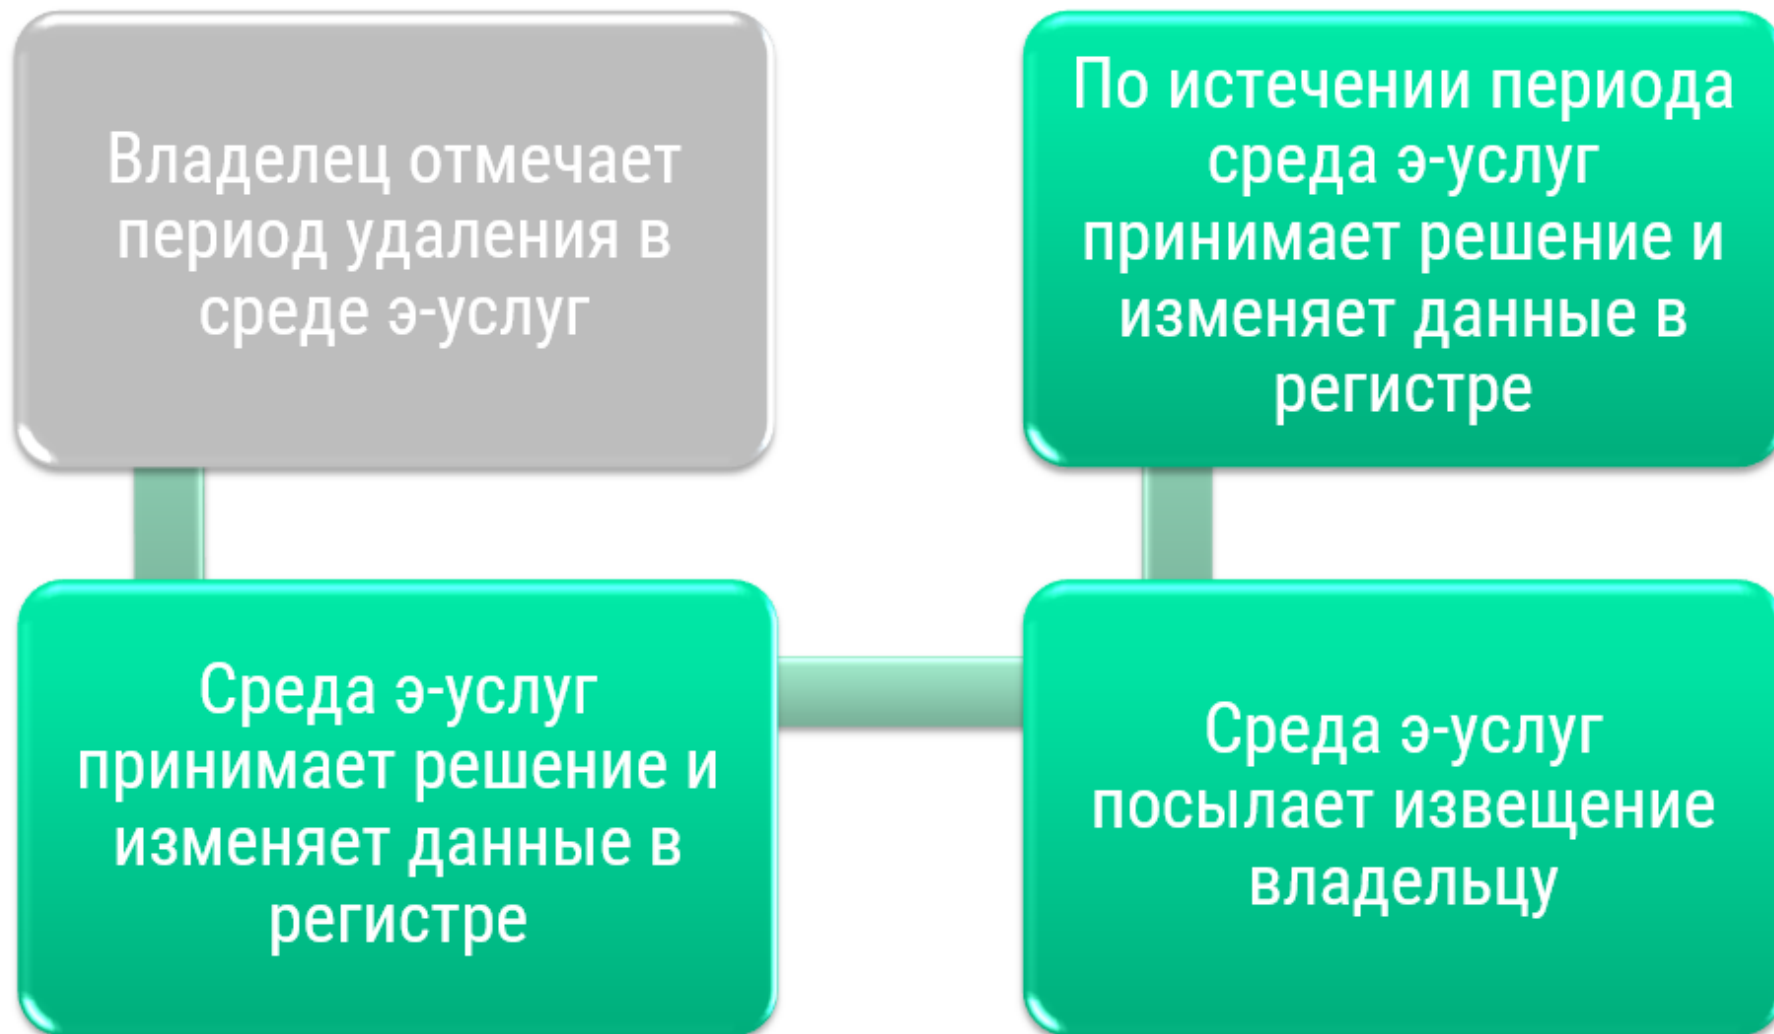 Владелец отмечает
период удаления в
среде э-услуг
Среда э-услуг
принимает решение и
изменяет данные в
регистре
Среда э-услуг
посылает извещение
владельцу
По истечении периода
среда э-услуг
принимает решение и
изменяет данные в
регистре